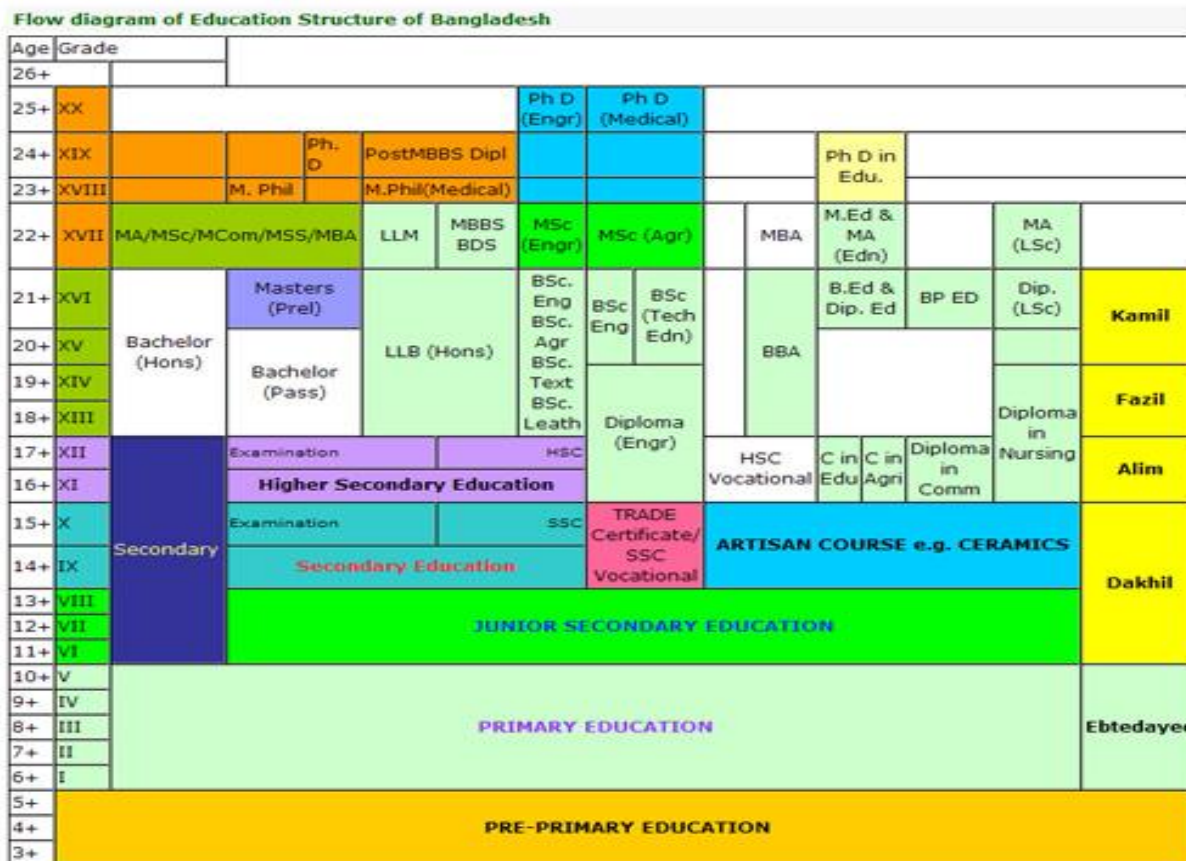 Flow diagram of Education Structure of Bangladesh
Age Grade
26+
25+ XX Ph D Ph D
(Engr) (Medical)
24+ XIX Ph. D PostMBBS Dipl Ph D in
Edu.
23+ XVIII M. Phil M.Phil(Medical)
22+ XVII MA/MSc/MCom/MSS/MBA LLM MBBS BDS MSc (Engr) MSc (Agr) MBA M.Ed & MA (Edn) MA (LSc)
21+ XVI Masters (Prel) BSc. Eng BSc. Agr BSc. Text BSc. Leath BSc Eng BSc (Tech Edn) B.Ed & Dip. Ed BP ED Dip. (LSc) Kamil
20+ XV Bachelor (Hons) Bachelor (Pass) LLB (Hons) BBA
19+ XIV Diploma (Engr) Fazil
18+ XIII Diploma in Nursing
17+ XII Examination HSC HSC Vocational C in Edu C in Agri Diploma in Comm Alim
16+ XI Higher Secondary Education
15+ X Secondary Examination SSC TRADE Certificate/ SSC Vocational ARTISAN COURSE e.g. CERAMICS Dakhil
14+ IX Secondary Education
13+ VIII
12+ VII JUNIOR SECONDARY EDUCATION
11+ VI
10+ V
9+ IV
8+ III PRIMARY EDUCATION Ebtedayee
7+ II
6+ I
5+
4+ PRE-PRIMARY EDUCATION
3+